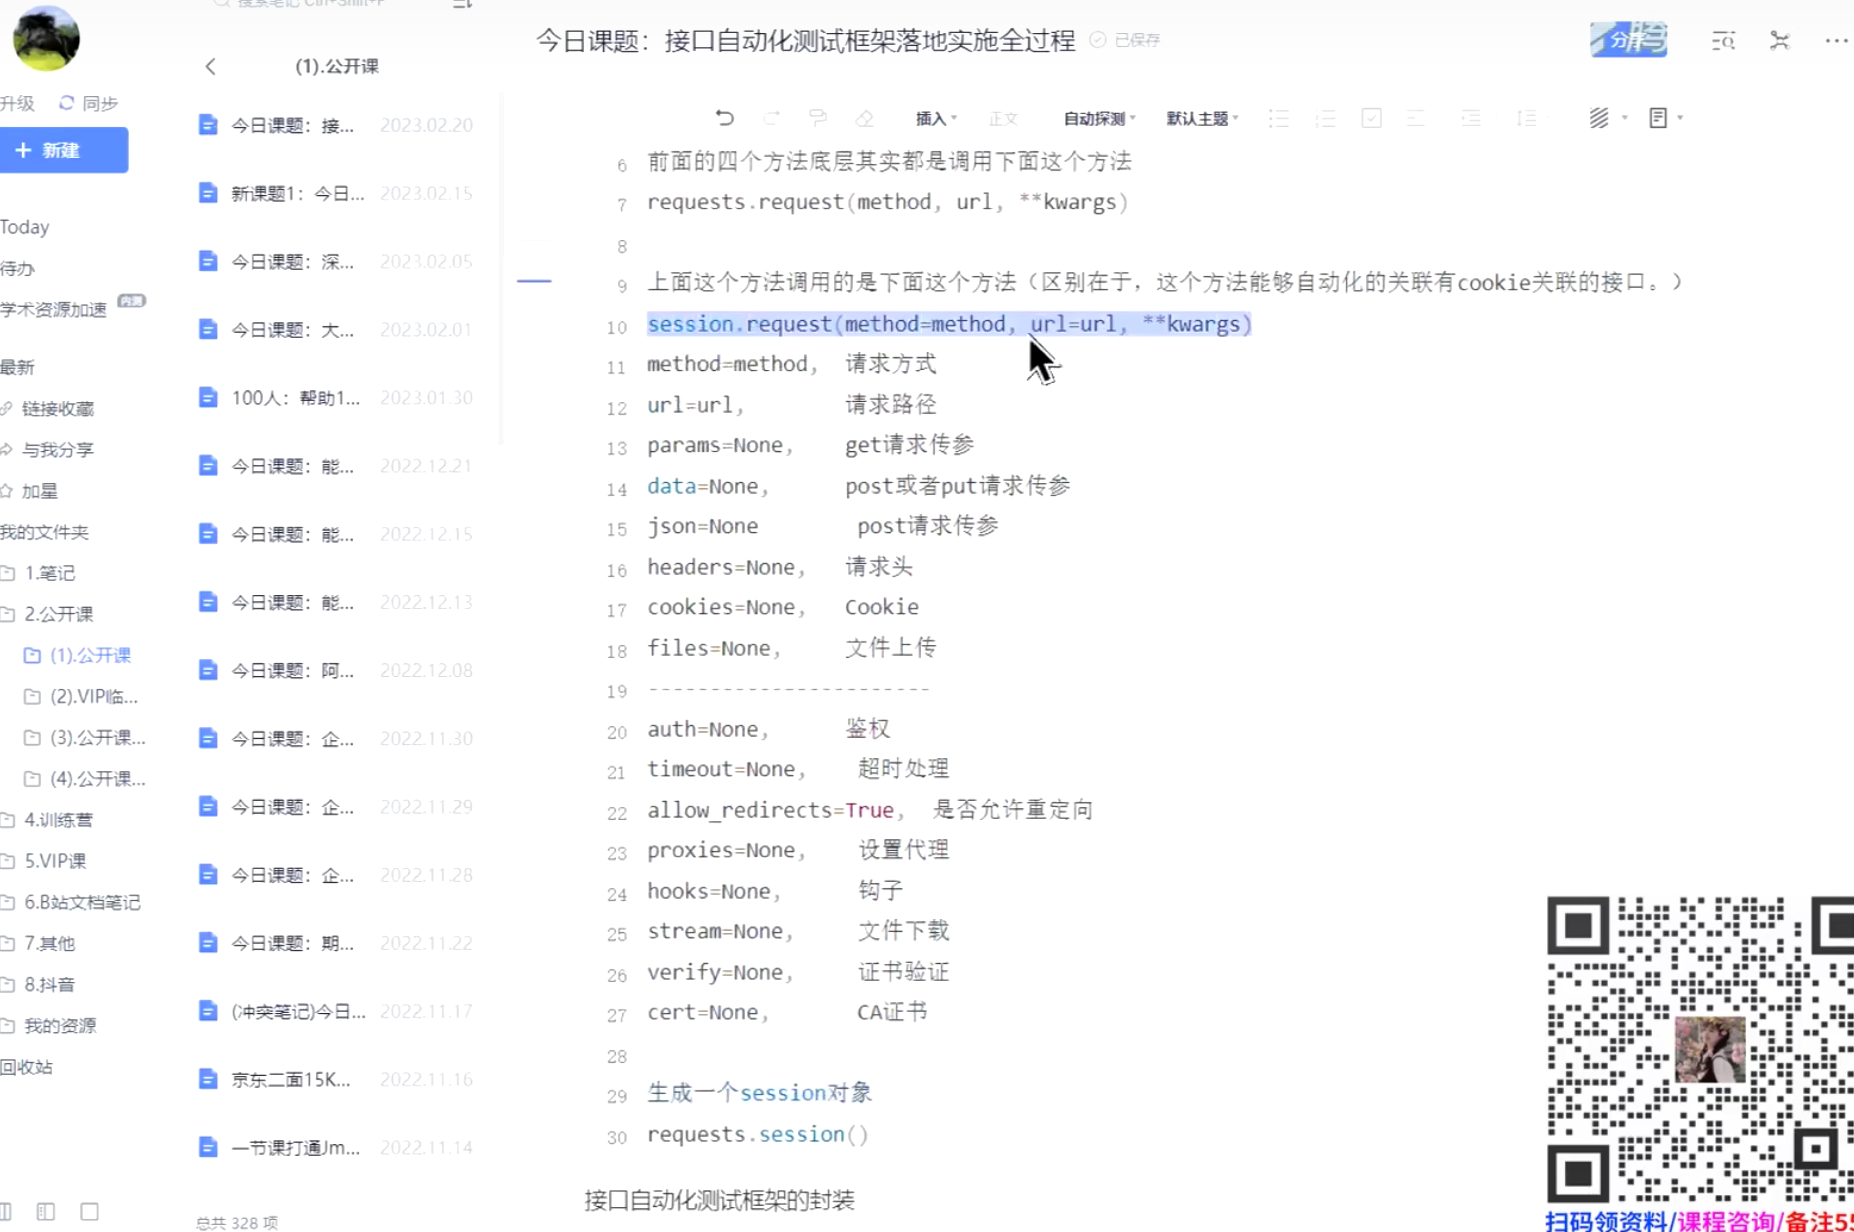 搜索笔记 Ctrl+Shift+F
今日课题：接口自动化测试框架落地实施全过程
已保存
(1).公开课
升级 同步
新建
Today
待办
学术资源加速 内测
最新
链接收藏
与我分享
加星
我的文件夹
1.笔记
2.公开课
(1).公开课
(2).VIP临...
(3).公开课...
(4).公开课...
4.训练营
5.VIP课
6.B站文档笔记
7.其他
8.抖音
我的资源
回收站
今日课题：接... 2023.02.20
新课题1：今日... 2023.02.15
今日课题：深... 2023.02.05
今日课题：大... 2023.02.01
100人：帮助1... 2023.01.30
今日课题：能... 2022.12.21
今日课题：能... 2022.12.15
今日课题：能... 2022.12.13
今日课题：阿... 2022.12.08
今日课题：企... 2022.11.30
今日课题：企... 2022.11.29
今日课题：企... 2022.11.28
今日课题：期... 2022.11.22
(冲突笔记)今日... 2022.11.17
京东二面15K... 2022.11.16
一节课打通Jm... 2022.11.14
总共 328 项
插入 正文 自动探测 默认主题
6 前面的四个方法底层其实都是调用下面这个方法
7 requests.request(method, url, **kwargs)
8
9 上面这个方法调用的是下面这个方法（区别在于，这个方法能够自动化的关联有cookie关联的接口。）
10 session.request(method=method, url=url, **kwargs)
11 method=method, 请求方式
12 url=url, 请求路径
13 params=None, get请求传参
14 data=None, post或者put请求传参
15 json=None post请求传参
16 headers=None, 请求头
17 cookies=None, Cookie
18 files=None, 文件上传
19 -----------------------
20 auth=None, 鉴权
21 timeout=None, 超时处理
22 allow_redirects=True, 是否允许重定向
23 proxies=None, 设置代理
24 hooks=None, 钩子
25 stream=None, 文件下载
26 verify=None, 证书验证
27 cert=None, CA证书
28
29 生成一个session对象
30 requests.session()
接口自动化测试框架的封装
扫码领资料/课程咨询/备注55